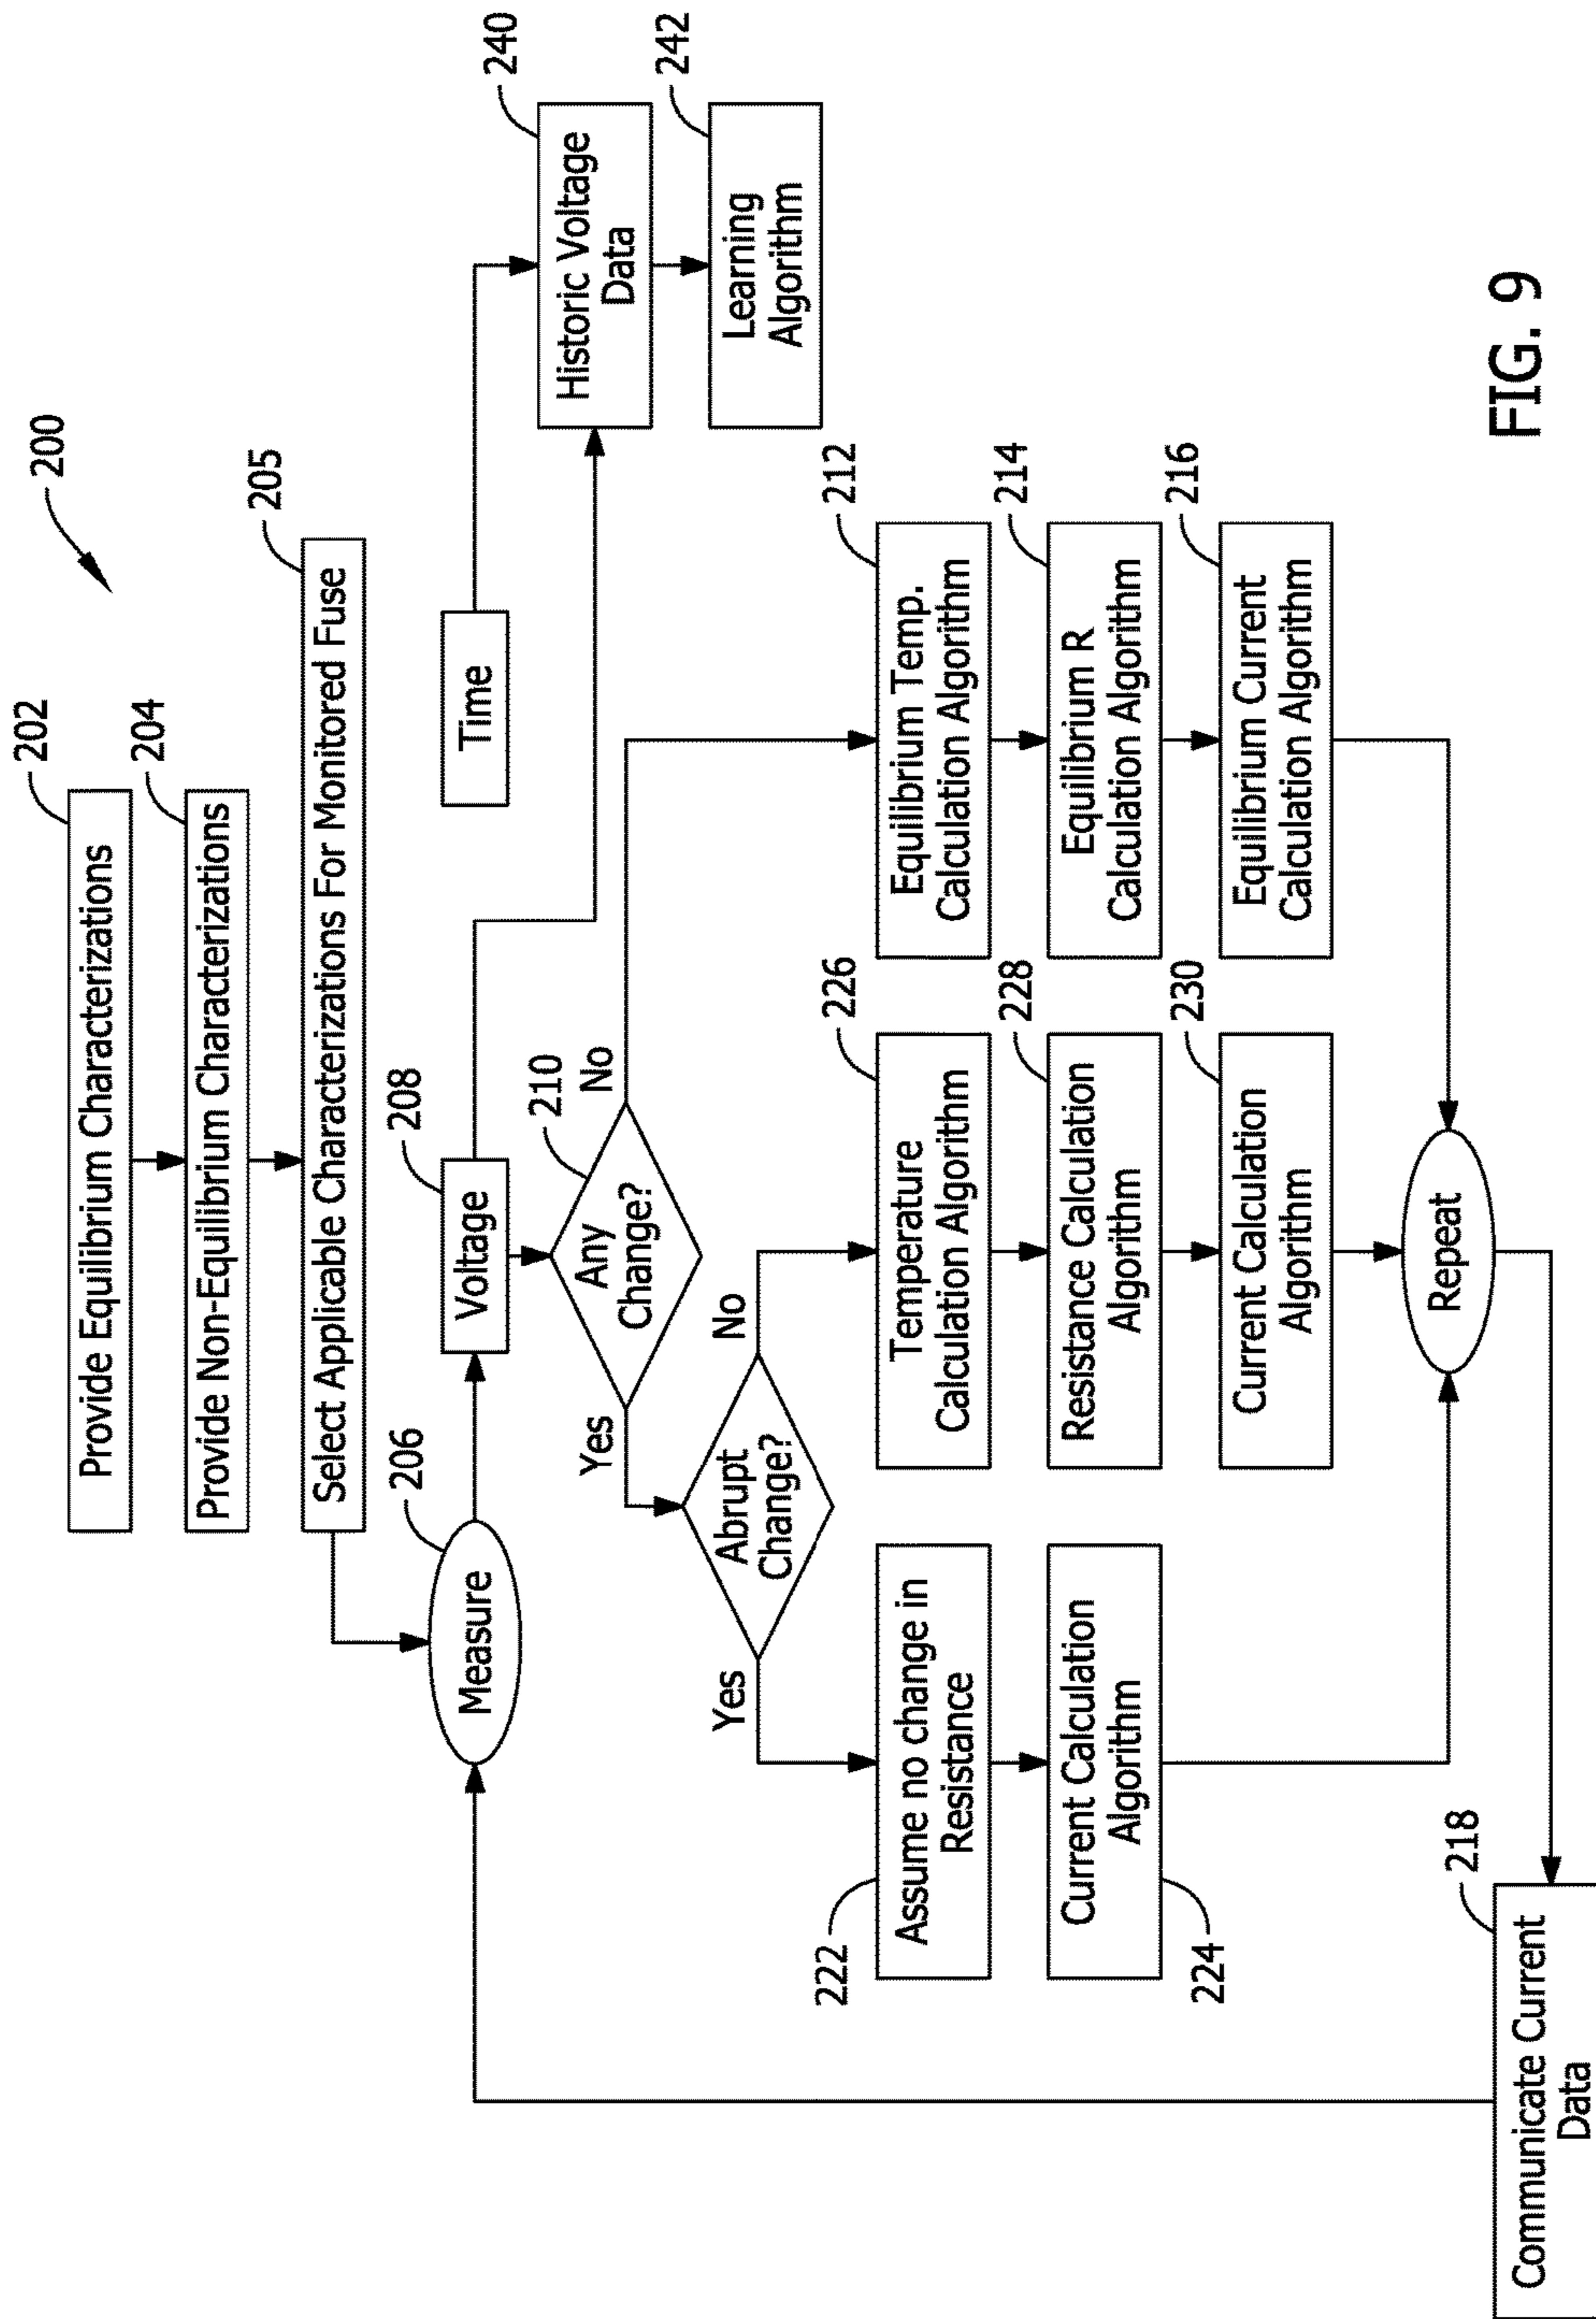 200
202
Provide Equilibrium Characterizations
204
Provide Non-Equilibrium Characterizations
205
Select Applicable Characterizations For Monitored Fuse
206
Measure
208
Voltage
Time
240
Historic Voltage
Data
242
Learning
Algorithm
210
Any
Change?
Yes
No
Abrupt
Change?
Yes
No
222
Assume no change in
Resistance
224
Current Calculation
Algorithm
226
Temperature
Calculation Algorithm
228
Resistance Calculation
Algorithm
230
Current Calculation
Algorithm
212
Equilibrium Temp.
Calculation Algorithm
214
Equilibrium R
Calculation Algorithm
216
Equilibrium Current
Calculation Algorithm
Repeat
218
Communicate Current
Data
FIG. 9